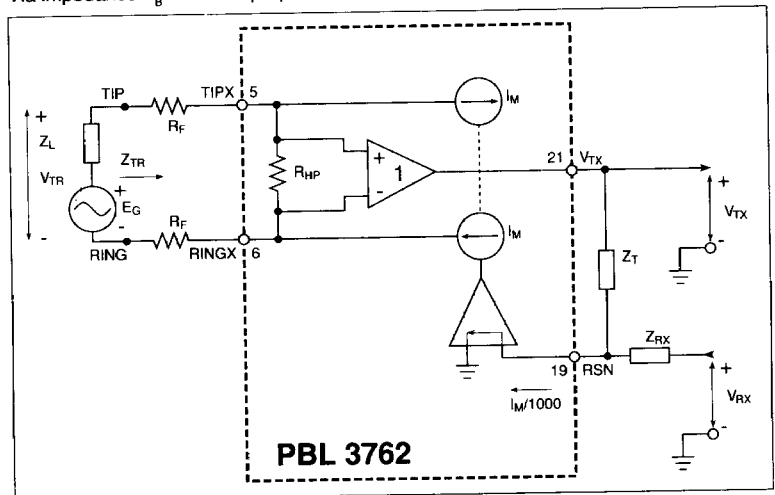 TIP
TIPX 5
+
Z_L
V_TR
-
R_F
Z_TR
+
E_G
-
R_F
RING
RINGX 6
R_HP
+
-
1
I_M
I_M
21 V_TX
+
V_TX
-
Z_T
Z_RX
19 RSN
I_M/1000
+
V_RX
-
PBL 3762